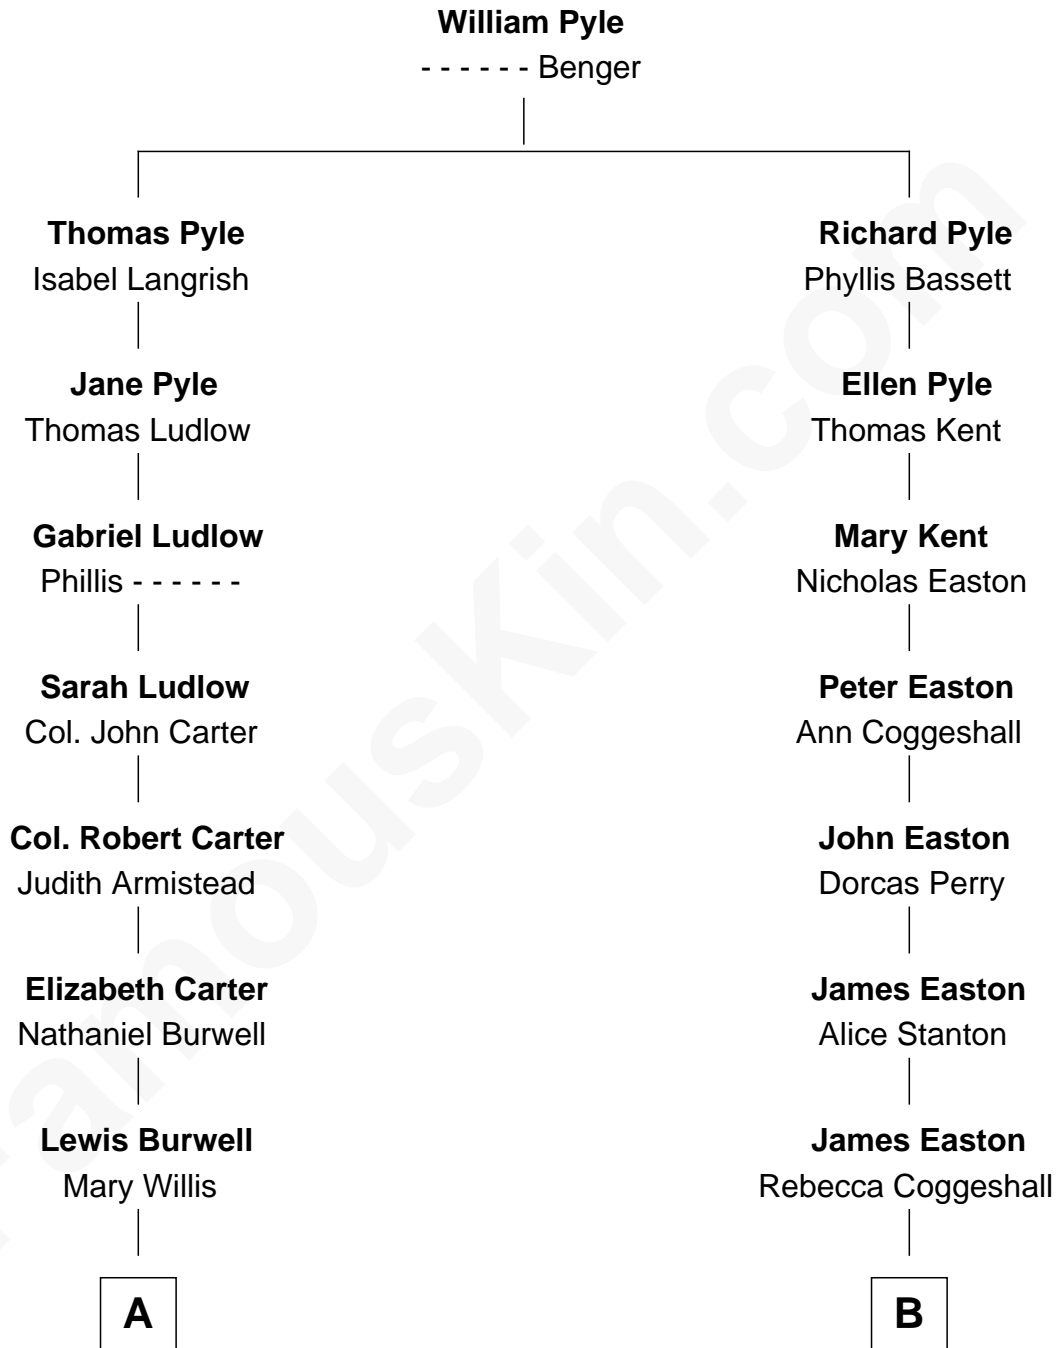 William Pyle
- - - - - - Benger
Thomas Pyle
Isabel Langrish
Jane Pyle
Thomas Ludlow
Gabriel Ludlow
Phillis - - - - - -
Sarah Ludlow
Col. John Carter
Col. Robert Carter
Judith Armistead
Elizabeth Carter
Nathaniel Burwell
Lewis Burwell
Mary Willis
A
Richard Pyle
Phyllis Bassett
Ellen Pyle
Thomas Kent
Mary Kent
Nicholas Easton
Peter Easton
Ann Coggeshall
John Easton
Dorcas Perry
James Easton
Alice Stanton
James Easton
Rebecca Coggeshall
B
FamousKin.com